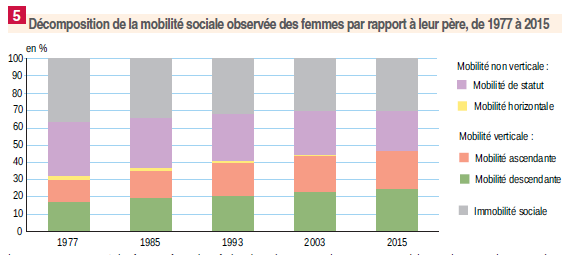 5
Décomposition de la mobilité sociale observée des femmes par rapport à leur père, de 1977 à 2015
en %
100
90
80
70
60
50
40
30
20
10
0
1977
1985
1993
2003
2015
Mobilité non verticale :
Mobilité de statut
Mobilité horizontale
Mobilité verticale :
Mobilité ascendante
Mobilité descendante
Immobilité sociale